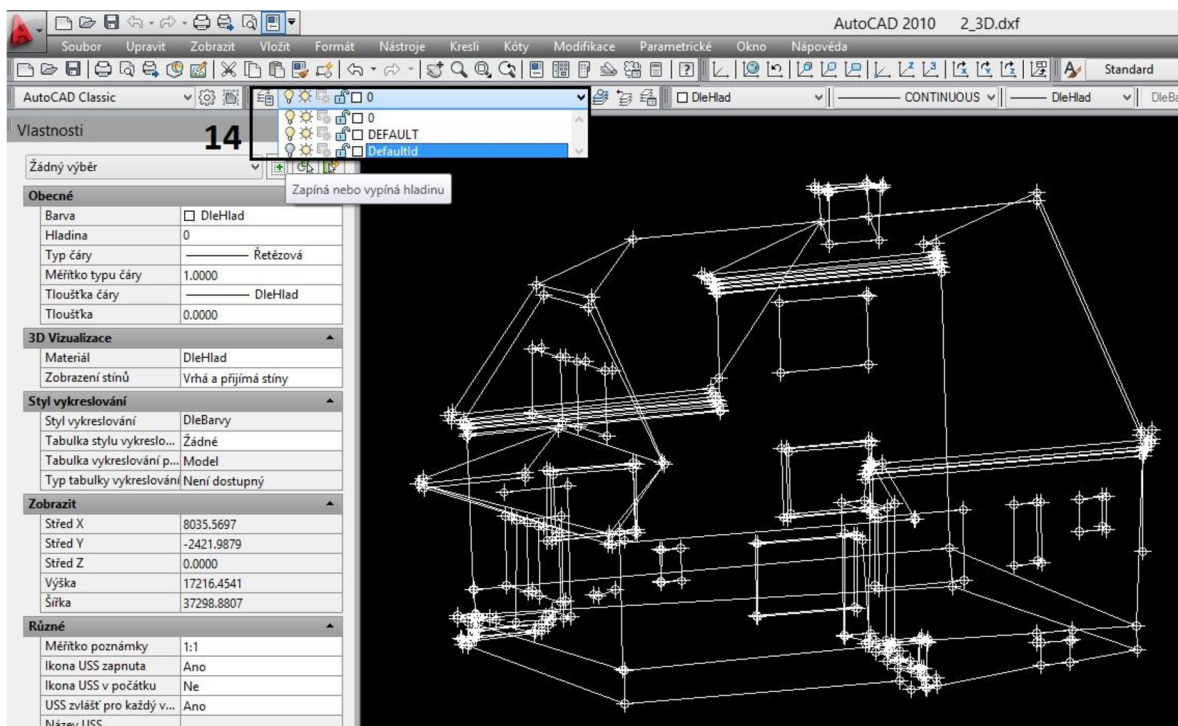 AutoCAD 2010 2_3D.dxf
Soubor Upravit Zobrazit Vložit Formát Nástroje Kresli Kóty Modifikace Parametrické Okno Nápověda
Standard
AutoCAD Classic 0 DleHlad CONTINUOUS DleHlad DleBa
0
Vlastnosti 14 DEFAULT
DefaultId
Žádný výběr
Zapíná nebo vypíná hladinu
Obecné
Barva DleHlad
Hladina 0
Typ čáry Řetězová
Měřítko typu čáry 1.0000
Tloušťka čáry DleHlad
Tloušťka 0.0000
3D Vizualizace
Materiál DleHlad
Zobrazení stínů Vrhá a přijímá stíny
Styl vykreslování
Styl vykreslování DleBarvy
Tabulka stylu vykreslo... Žádné
Tabulka vykreslování p... Model
Typ tabulky vykreslování Není dostupný
Zobrazit
Střed X 8035.5697
Střed Y -2421.9879
Střed Z 0.0000
Výška 17216.4541
Šířka 37298.8807
Různé
Měřítko poznámky 1:1
Ikona USS zapnuta Ano
Ikona USS v počátku Ne
USS zvlášť pro každý v... Ano
Název USS